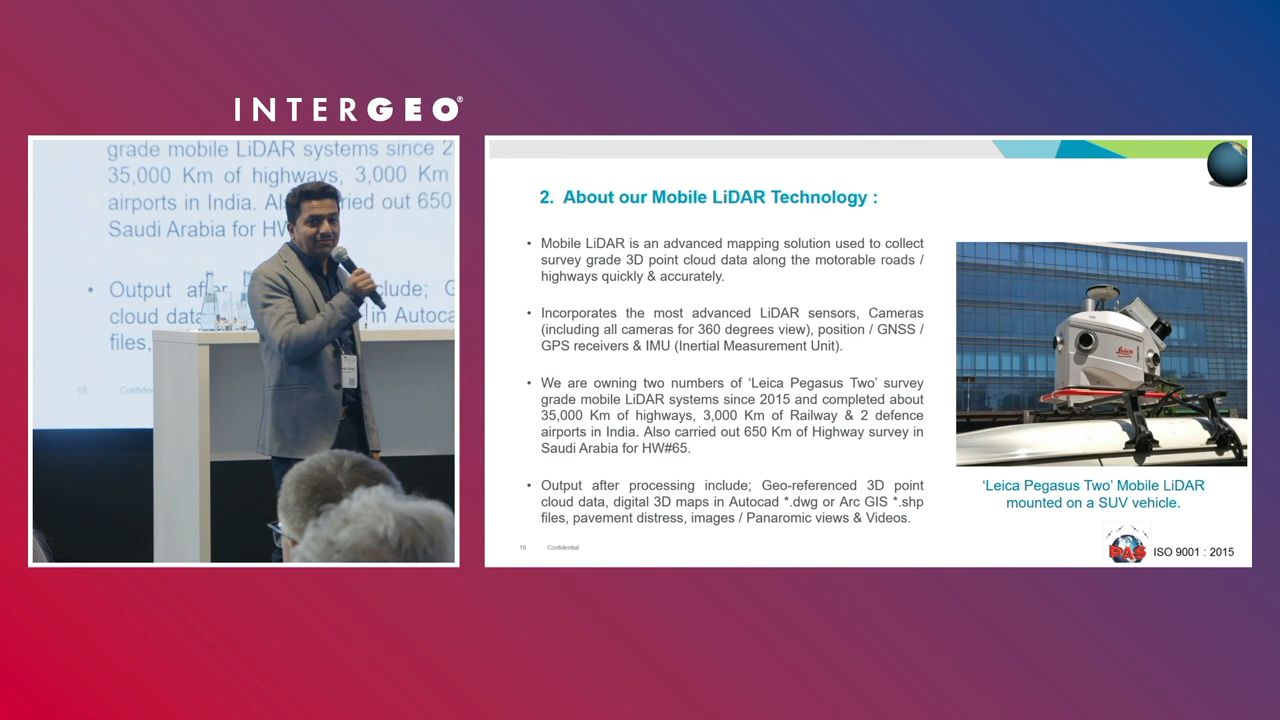 INTERGEO®
grade mobile LiDAR systems since 2
35,000 Km of highways, 3,000 Km
airports in India. Als ried out 650
Saudi Arabia for HW
• Output after clude; G
cloud data in Autoca
files,
19 Confiden
2. About our Mobile LiDAR Technology :
• Mobile LiDAR is an advanced mapping solution used to collect
survey grade 3D point cloud data along the motorable roads /
highways quickly & accurately.
• Incorporates the most advanced LiDAR sensors, Cameras
(including all cameras for 360 degrees view), position / GNSS /
GPS receivers & IMU (Inertial Measurement Unit).
• We are owning two numbers of ‘Leica Pegasus Two’ survey
grade mobile LiDAR systems since 2015 and completed about
35,000 Km of highways, 3,000 Km of Railway & 2 defence
airports in India. Also carried out 650 Km of Highway survey in
Saudi Arabia for HW#65.
• Output after processing include; Geo-referenced 3D point
cloud data, digital 3D maps in Autocad *.dwg or Arc GIS *.shp
files, pavement distress, images / Panaromic views & Videos.
19 Confidential
Leica
‘Leica Pegasus Two’ Mobile LiDAR
mounted on a SUV vehicle.
PAS
ISO 9001 : 2015